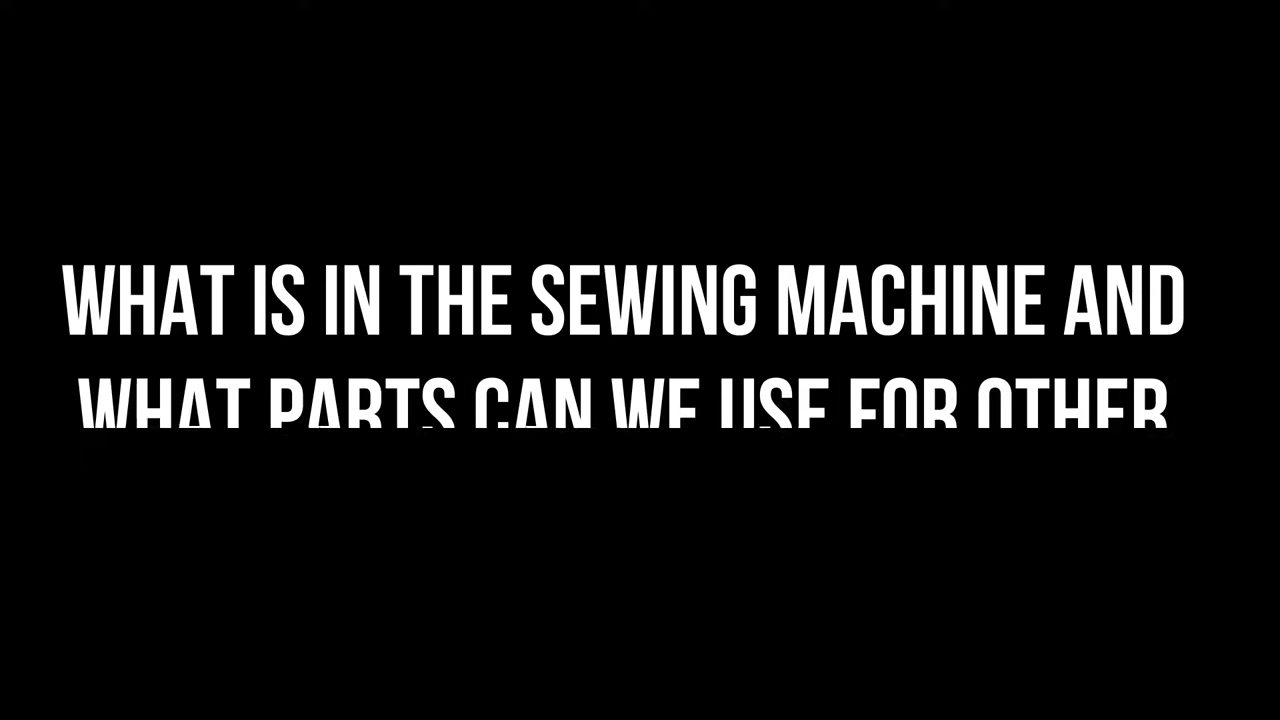 WHAT IS IN THE SEWING MACHINE AND
WHAT PARTS CAN WE USE FOR OTHER